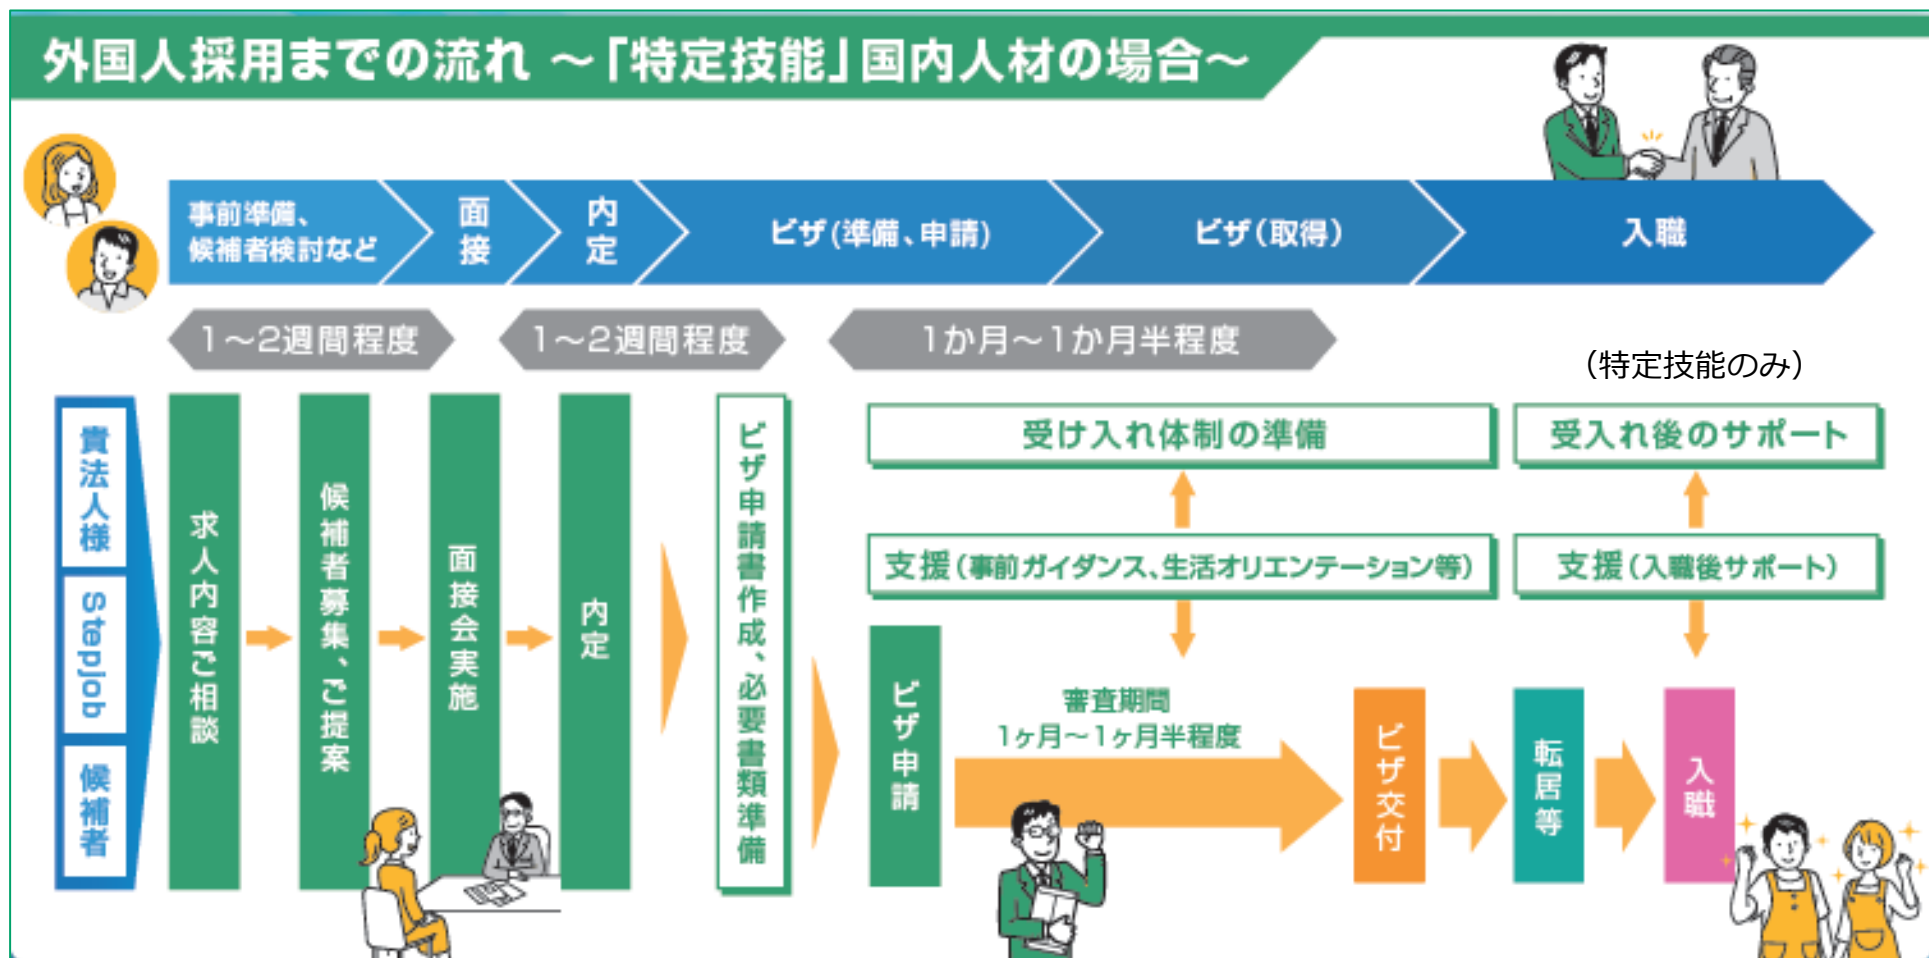 外国人採用までの流れ ～「特定技能」国内人材の場合～
事前準備、
候補者検討など
面接
内定
ビザ(準備、申請)
ビザ（取得）
入職
1～2週間程度
1～2週間程度
1か月～1か月半程度
（特定技能のみ）
貴法人様
StepJob
候補者
求人内容ご相談
候補者募集、ご提案
面接会実施
内定
ビザ申請書作成、必要書類準備
受け入れ体制の準備
受入れ後のサポート
支援（事前ガイダンス、生活オリエンテーション等）
支援（入職後サポート）
ビザ申請
審査期間
1ヶ月～1ヶ月半程度
ビザ交付
転居等
入職